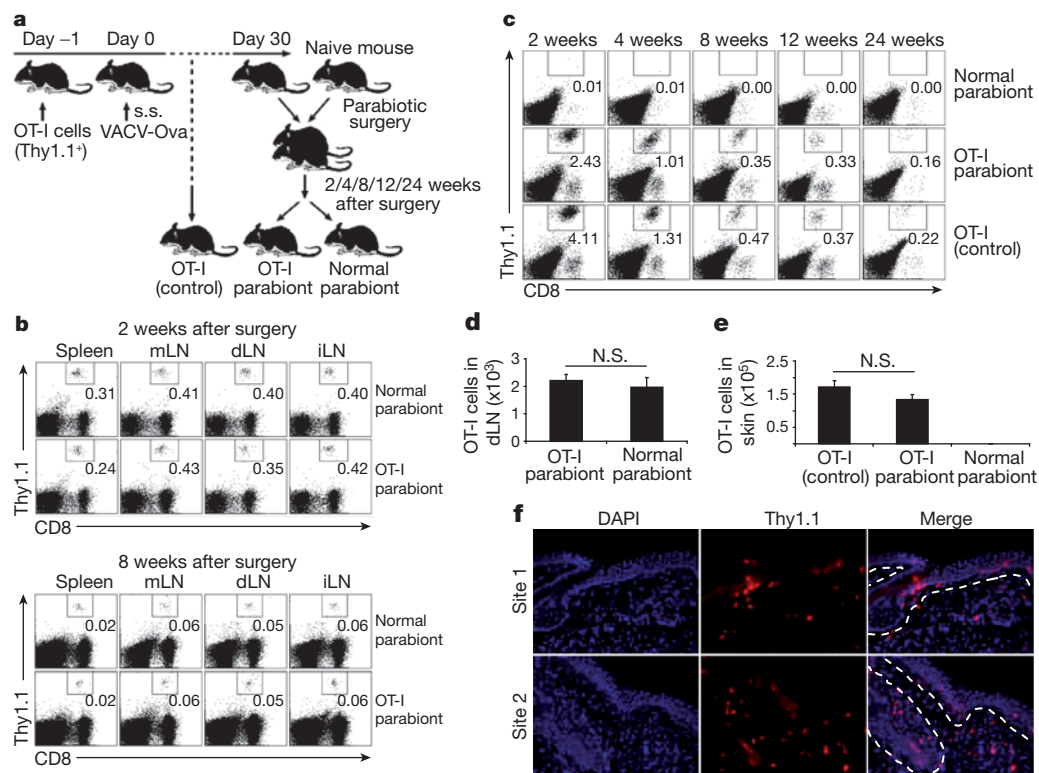 a
Day –1 Day 0 Day 30
Naive mouse
OT-I cells
(Thy1.1+)
s.s.
VACV-Ova
Parabiotic
surgery
2/4/8/12/24 weeks
after surgery
OT-I
(control)
OT-I
parabiont
Normal
parabiont
b
2 weeks after surgery
Spleen mLN dLN iLN
0.31 0.41 0.40 0.40
Normal
parabiont
0.24 0.43 0.35 0.42
OT-I
parabiont
Thy1.1
CD8
8 weeks after surgery
Spleen mLN dLN iLN
0.02 0.06 0.05 0.06
Normal
parabiont
0.02 0.06 0.05 0.06
OT-I
parabiont
Thy1.1
CD8
c
2 weeks 4 weeks 8 weeks 12 weeks 24 weeks
0.01 0.01 0.00 0.00 0.00
Normal
parabiont
2.43 1.01 0.35 0.33 0.16
OT-I
parabiont
4.11 1.31 0.47 0.37 0.22
OT-I
(control)
Thy1.1
CD8
d
OT-I cells in
dLN (x10³)
3
2
1
0
N.S.
OT-I
parabiont
Normal
parabiont
e
OT-I cells in
skin (x10⁵)
2.5
1.5
.5
N.S.
OT-I
(control)
OT-I
parabiont
Normal
parabiont
f
DAPI Thy1.1 Merge
Site 1
Site 2